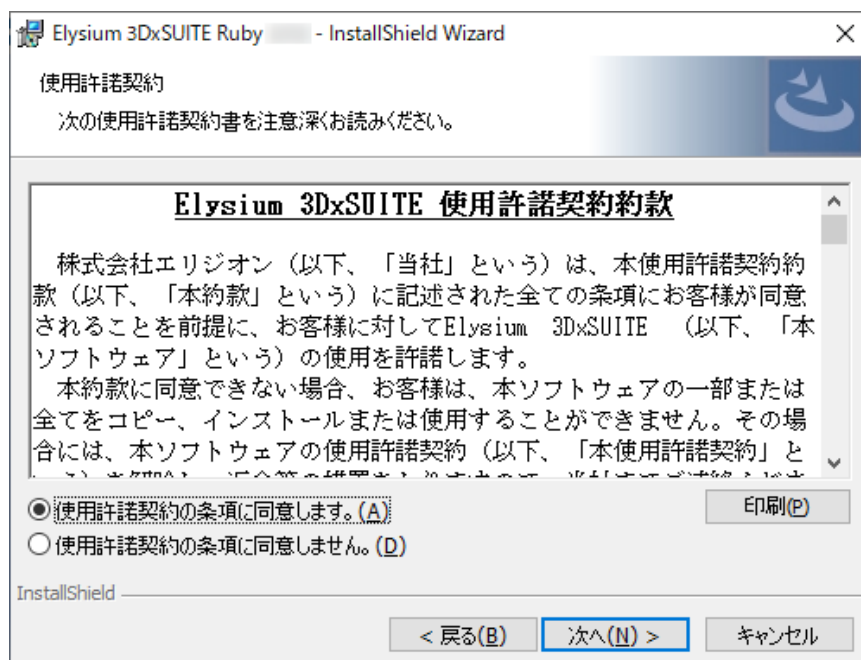 Elysium 3DxSUITE Ruby - InstallShield Wizard
使用許諾契約
次の使用許諾契約書を注意深くお読みください。
Elysium 3DxSUITE 使用許諾契約約款
株式会社エリジオン（以下、「当社」という）は、本使用許諾契約約
款（以下、「本約款」という）に記述された全ての条項にお客様が同意
されることを前提に、お客様に対してElysium 3DxSUITE （以下、「本
ソフトウェア」という）の使用を許諾します。
本約款に同意できない場合、お客様は、本ソフトウェアの一部または
全てをコピー、インストールまたは使用することができません。その場
合には、本ソフトウェアの使用許諾契約（以下、「本使用許諾契約」と
使用許諾契約の条項に同意します。(A)
印刷(P)
使用許諾契約の条項に同意しません。(D)
InstallShield
< 戻る(B)
次へ(N) >
キャンセル